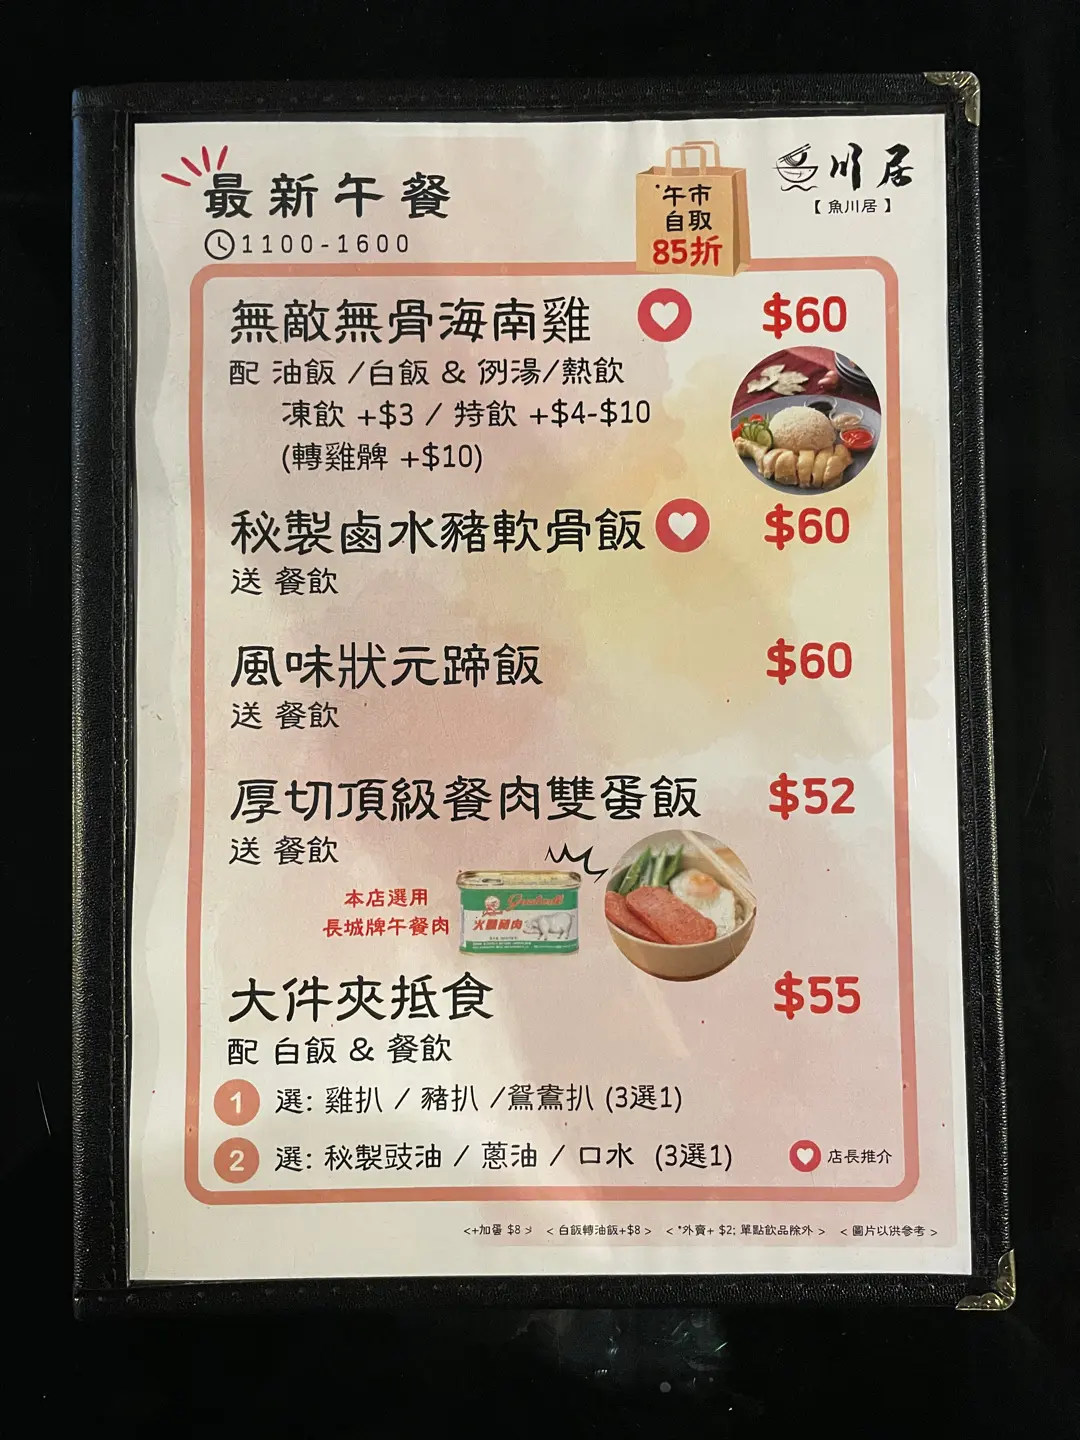 最新午餐
1100-1600
*午市
自取
85折
川居
【魚川居】
無敵無骨海南雞 $60
配 油飯 /白飯 & 例湯/熱飲
凍飲 +$3 / 特飲 +$4-$10
(轉雞髀 +$10)
秘製鹵水豬軟骨飯 $60
送 餐飲
風味狀元蹄飯 $60
送 餐飲
厚切頂級餐肉雙蛋飯 $52
送 餐飲
本店選用
長城牌午餐肉
火腿豬肉
大件夾抵食 $55
配 白飯 & 餐飲
1 選: 雞扒 / 豬扒 /鴛鴦扒 (3選1)
2 選: 秘製豉油 / 蔥油 / 口水 (3選1)
店長推介
<+加蛋 $8 > < 白飯轉油飯+$8 > < *外賣+ $2; 單點飲品除外 > < 圖片以供參考 >